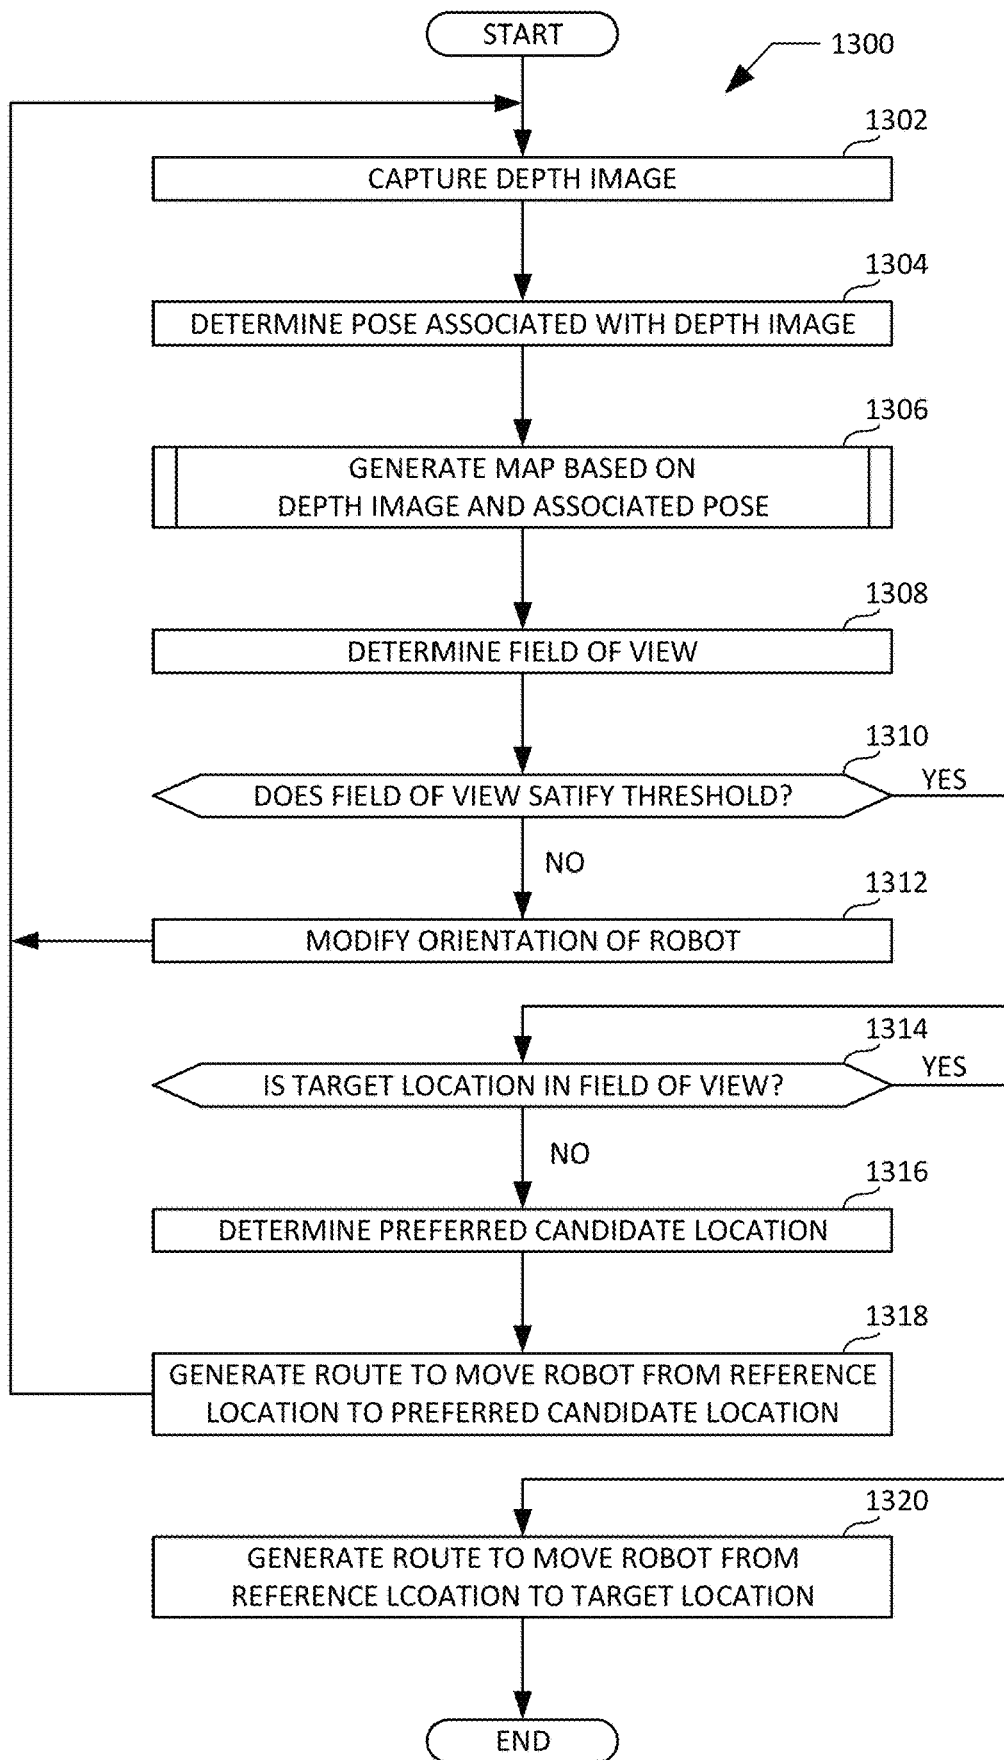 START
1300
1302
CAPTURE DEPTH IMAGE
1304
DETERMINE POSE ASSOCIATED WITH DEPTH IMAGE
1306
GENERATE MAP BASED ON
DEPTH IMAGE AND ASSOCIATED POSE
1308
DETERMINE FIELD OF VIEW
1310
DOES FIELD OF VIEW SATIFY THRESHOLD?
YES
NO
1312
MODIFY ORIENTATION OF ROBOT
1314
IS TARGET LOCATION IN FIELD OF VIEW?
YES
NO
1316
DETERMINE PREFERRED CANDIDATE LOCATION
1318
GENERATE ROUTE TO MOVE ROBOT FROM REFERENCE
LOCATION TO PREFERRED CANDIDATE LOCATION
1320
GENERATE ROUTE TO MOVE ROBOT FROM
REFERENCE LCOATION TO TARGET LOCATION
END